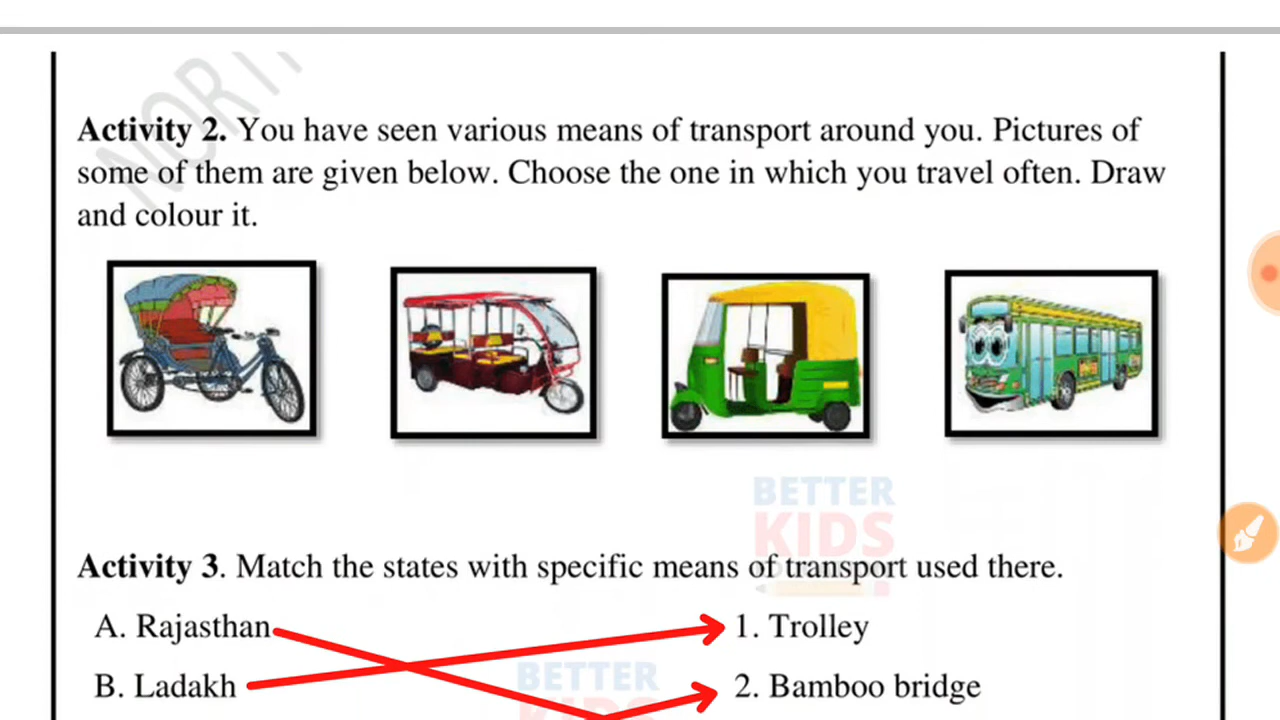 Activity 2. You have seen various means of transport around you. Pictures of
some of them are given below. Choose the one in which you travel often. Draw
and colour it.
BETTER
KIDS
Activity 3. Match the states with specific means of transport used there.
A. Rajasthan
1. Trolley
B. Ladakh
2. Bamboo bridge
BETTER